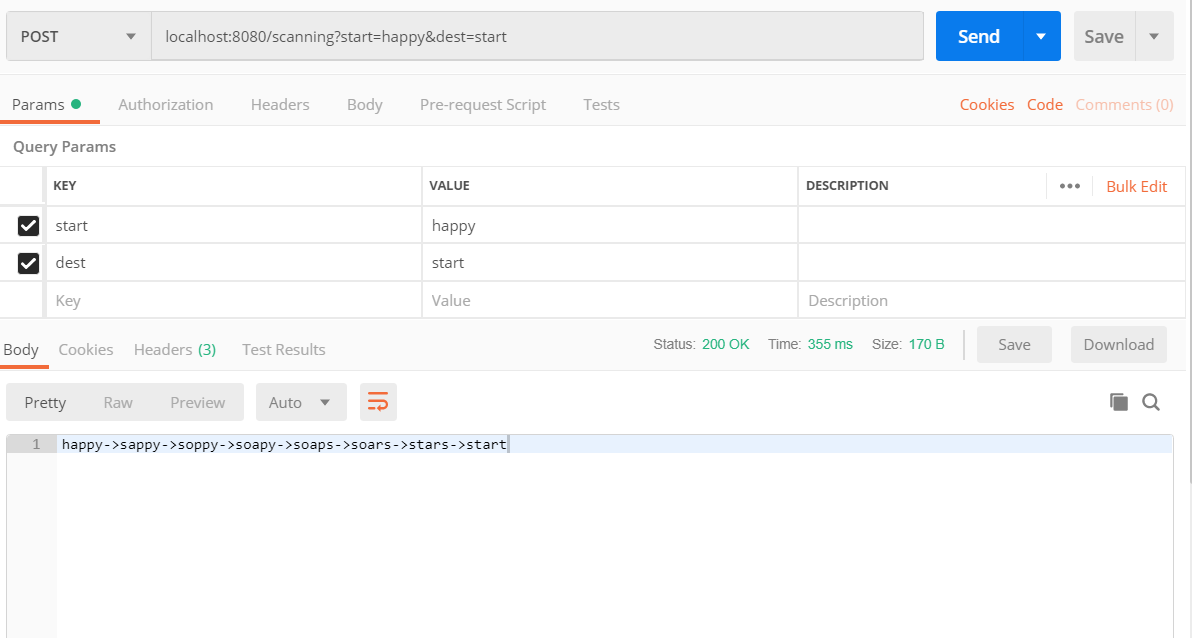 POST localhost:8080/scanning?start=happy&dest=start Send Save
Params Authorization Headers Body Pre-request Script Tests Cookies Code Comments (0)
Query Params
KEY VALUE DESCRIPTION ••• Bulk Edit
start happy
dest start
Key Value Description
Body Cookies Headers (3) Test Results Status: 200 OK Time: 355 ms Size: 170 B Save Download
Pretty Raw Preview Auto
1 happy->sappy->soppy->soapy->soaps->soars->stars->start